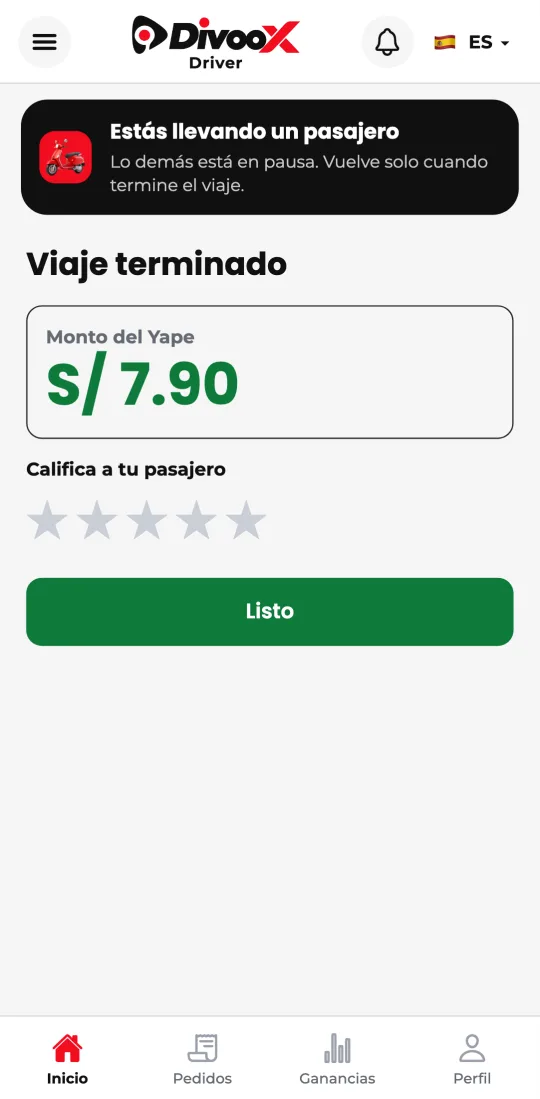 DivooX
Driver
ES
Estás llevando un pasajero
Lo demás está en pausa. Vuelve solo cuando
termine el viaje.
Viaje terminado
Monto del Yape
S/ 7.90
Califica a tu pasajero
Listo
Inicio
Pedidos
Ganancias
Perfil